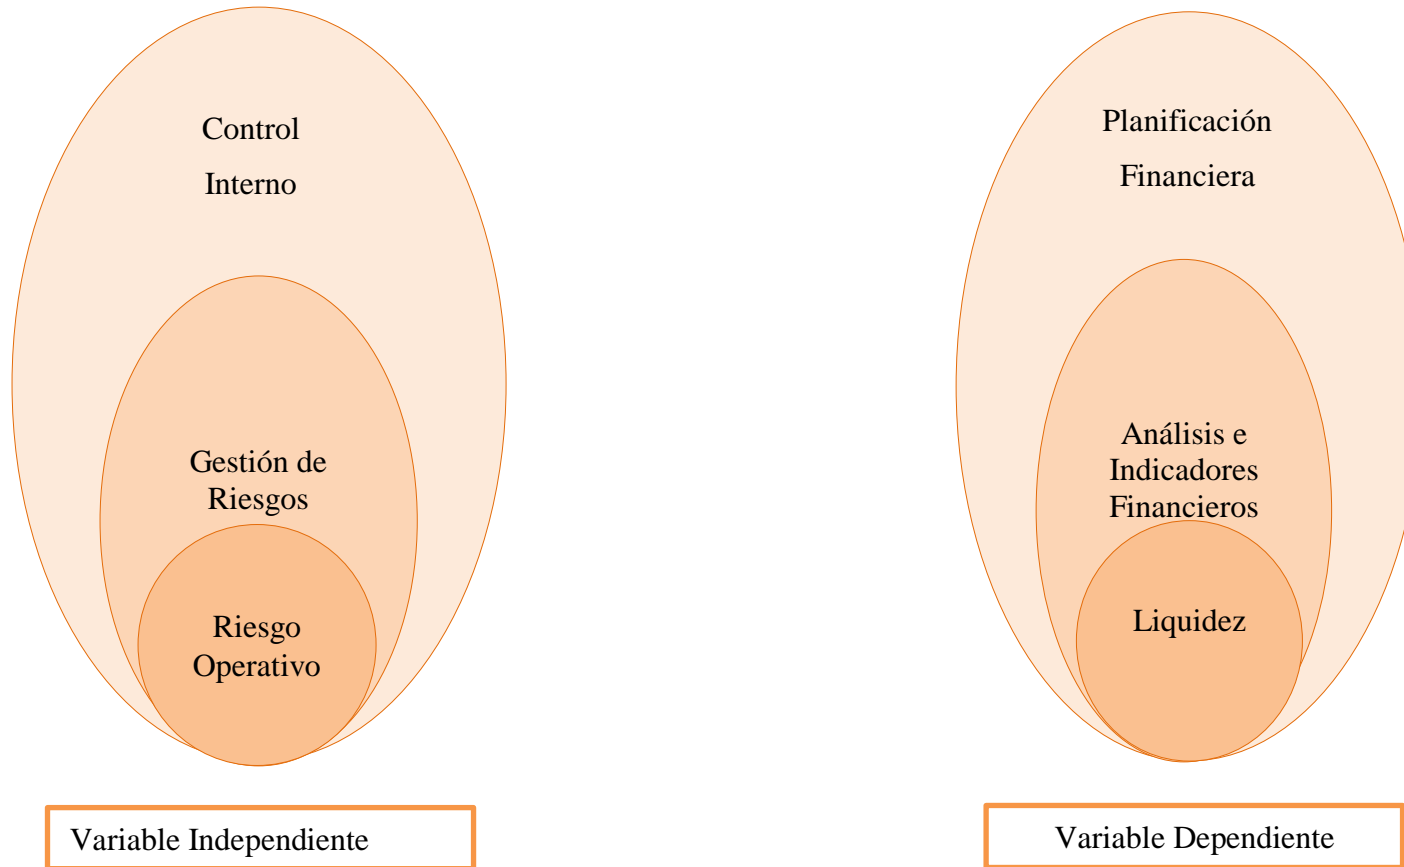 Control
Interno
Gestión de
Riesgos
Riesgo
Operativo
Variable Independiente
Planificación
Financiera
Análisis e
Indicadores
Financieros
Liquidez
Variable Dependiente